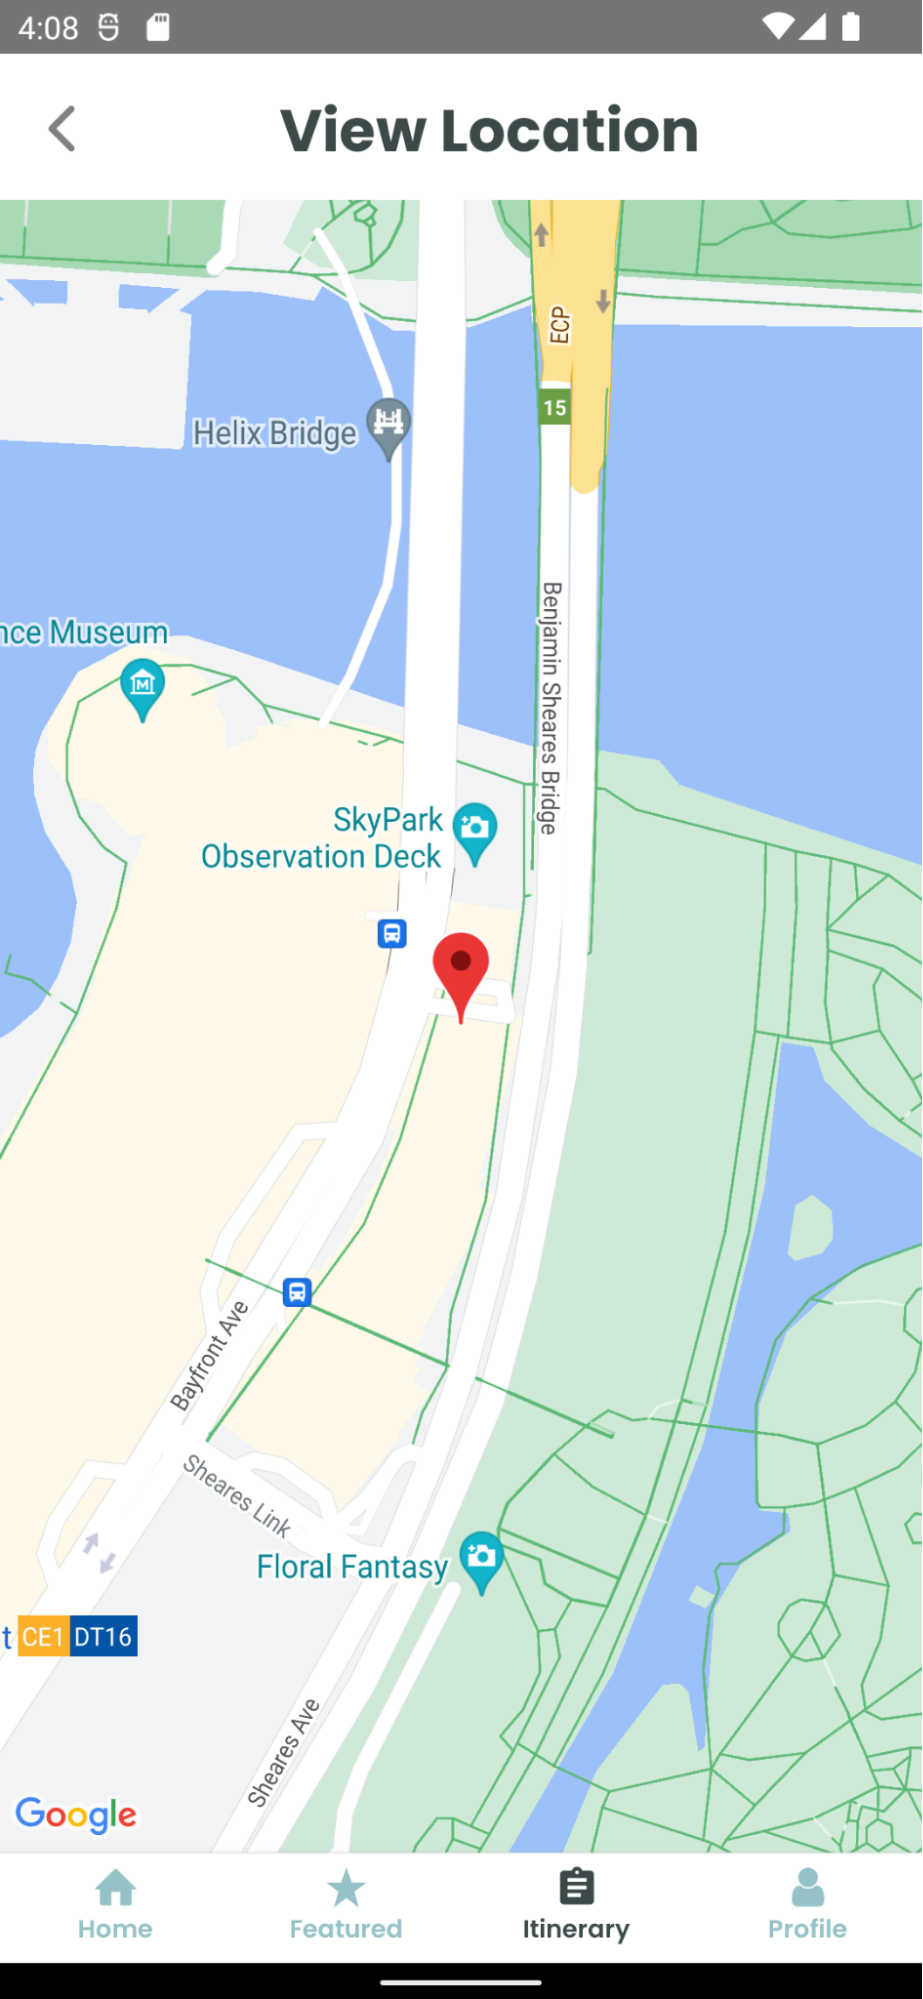 4:08
View Location
ECP
15
Helix Bridge
Benjamin Sheares Bridge
nce Museum
SkyPark
Observation Deck
Bayfront Ave
Sheares Link
Floral Fantasy
t CE1 DT16
Sheares Ave
Google
Home
Featured
Itinerary
Profile